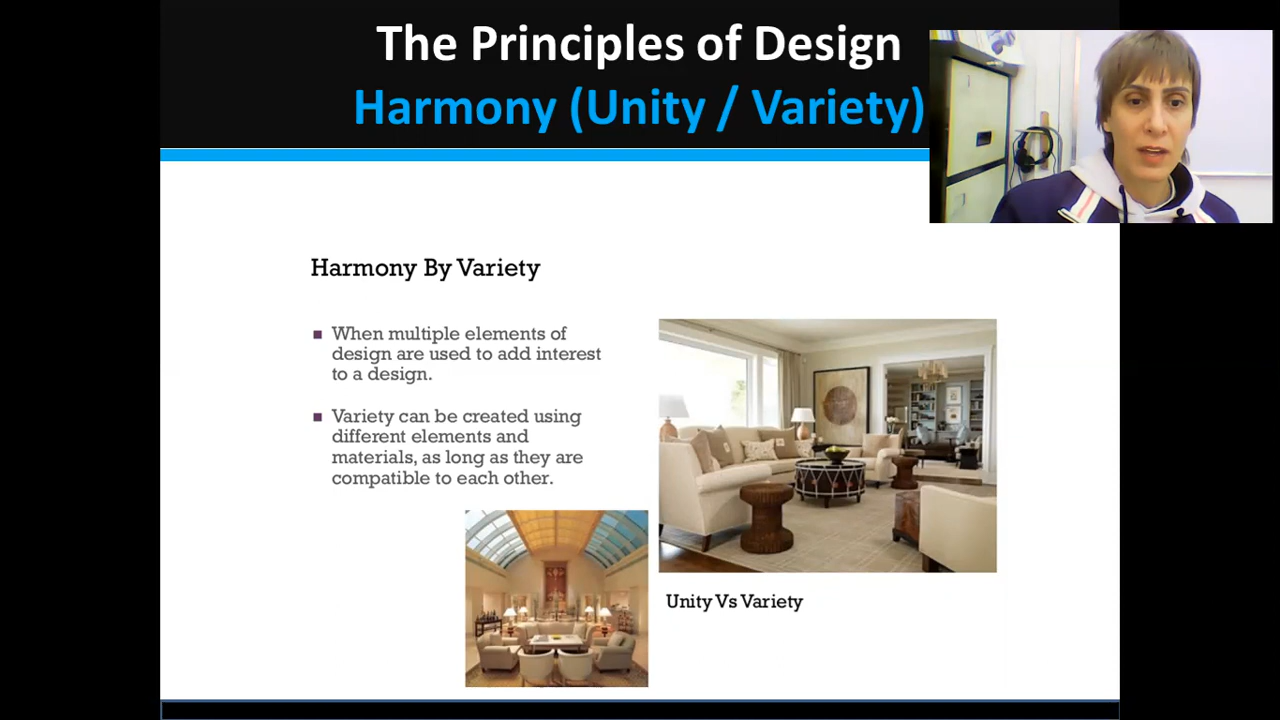 The Principles of Design
Harmony (Unity / Variety)
Harmony By Variety
When multiple elements of
design are used to add interest
to a design.
Variety can be created using
different elements and
materials, as long as they are
compatible to each other.
Unity Vs Variety